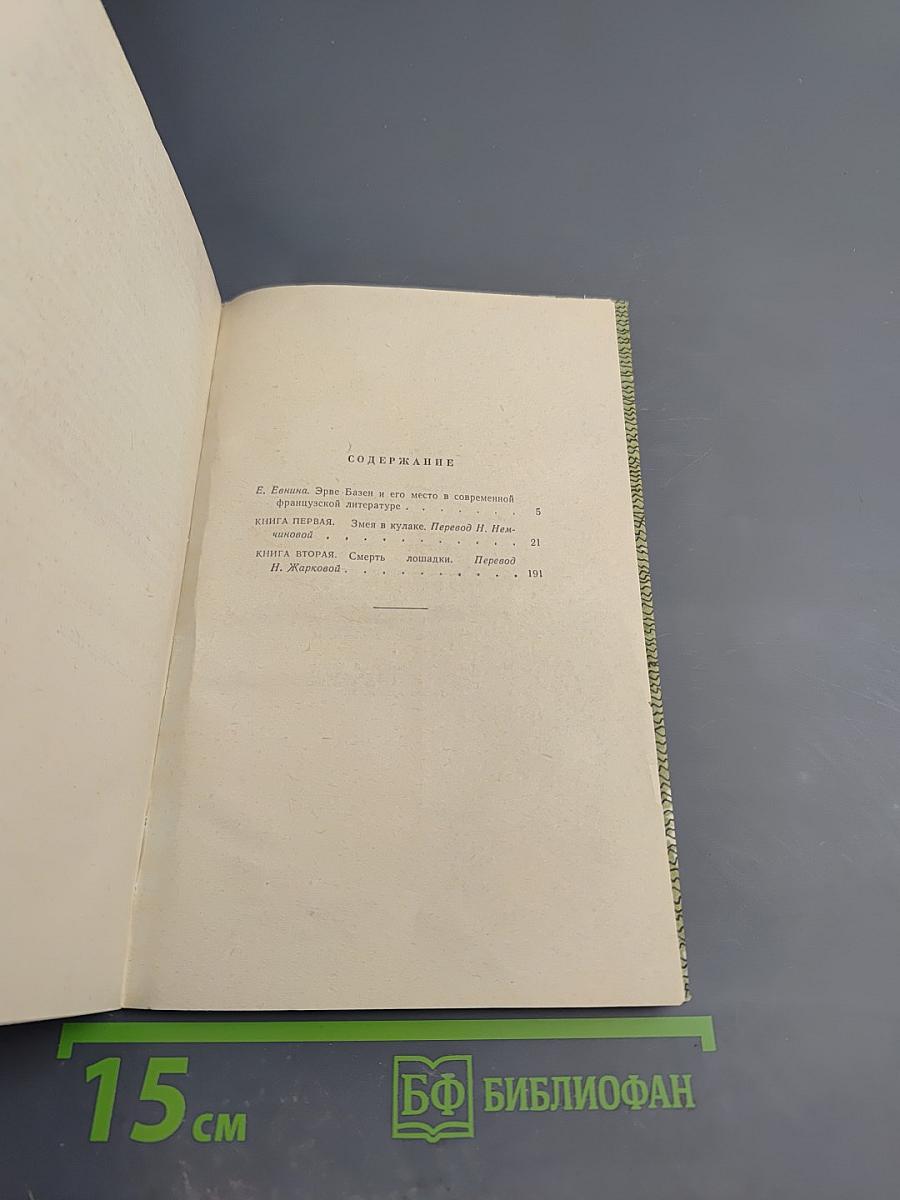 СОДЕРЖАНИЕ
Е. Евнина. Эрве Базен и его место в современной
французской литературе . . . . . . . 5
КНИГА ПЕРВАЯ. Змея в кулаке. Перевод Н. Нем-
чиновой . . . . . . . . . . . 21
КНИГА ВТОРАЯ. Смерть лошадки. Перевод
Н. Жарковой . . . . . . . . . . 191
15 см
БФ БИБЛИОФАН